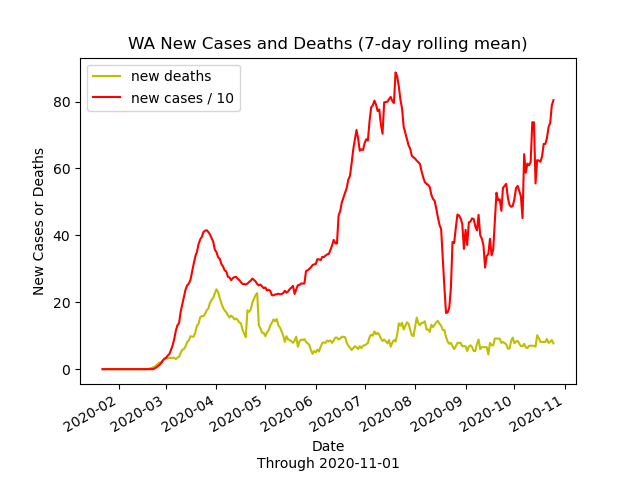 WA New Cases and Deaths (7-day rolling mean)
new deaths
new cases / 10
New Cases or Deaths
80
60
40
20
0
2020-02
2020-03
2020-04
2020-05
2020-06
2020-07
2020-08
2020-09
2020-10
2020-11
Date
Through 2020-11-01